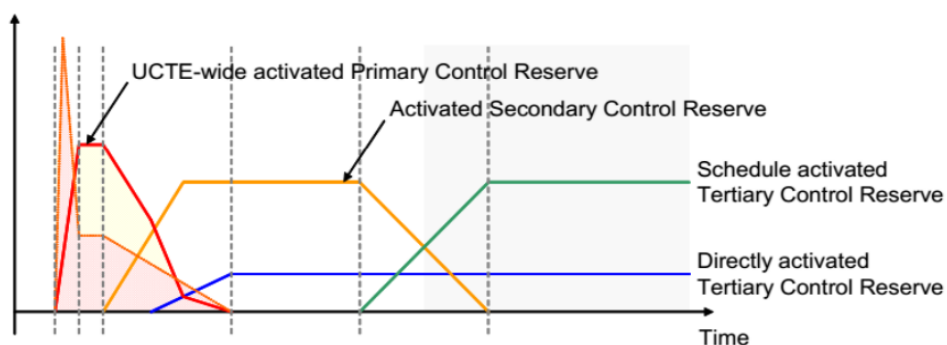 UCTE-wide activated Primary Control Reserve
Activated Secondary Control Reserve
Schedule activated
Tertiary Control Reserve
Directly activated
Tertiary Control Reserve
Time